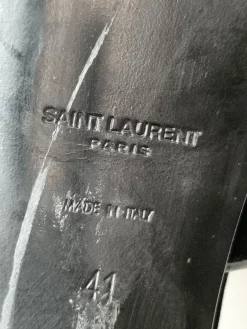 SAINT LAURENT
PARIS
MADE IN ITALY
41